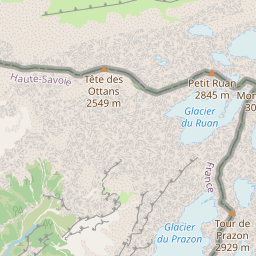 Haute-Savoie
Tête des
Ottans
2549 m
Petit Ruan
2845 m
Glacier
du Ruan
France
Glacier
du Prazon
Tour de
Prazon
2929 m